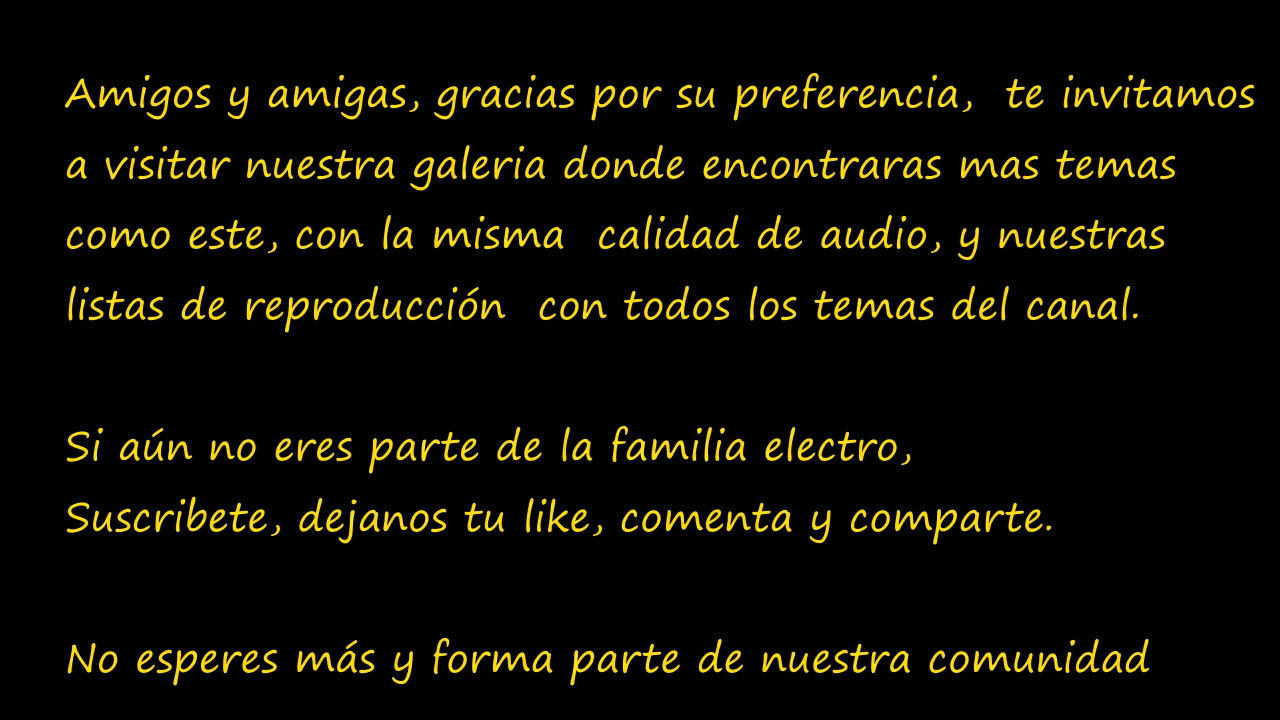 Amigos y amigas, gracias por su preferencia, te invitamos
a visitar nuestra galeria donde encontraras mas temas
como este, con la misma calidad de audio, y nuestras
listas de reproducción con todos los temas del canal.
Si aún no eres parte de la familia electro,
Suscribete, dejanos tu like, comenta y comparte.
No esperes más y forma parte de nuestra comunidad